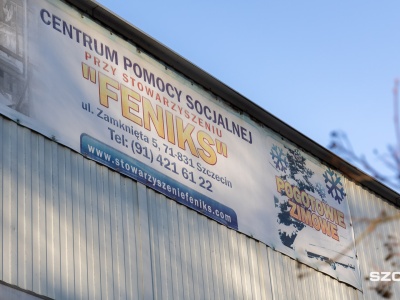 CENTRUM POMOCY SOCJALNEJ
PRZY STOWARZYSZENIU
"FENIKS"
ul. Zamknięta 5, 71-831 Szczecin
Tel: (91) 421 61 22
www.stowarzyszeniefeniks.com
POGOTOWIE
ZIMOWE